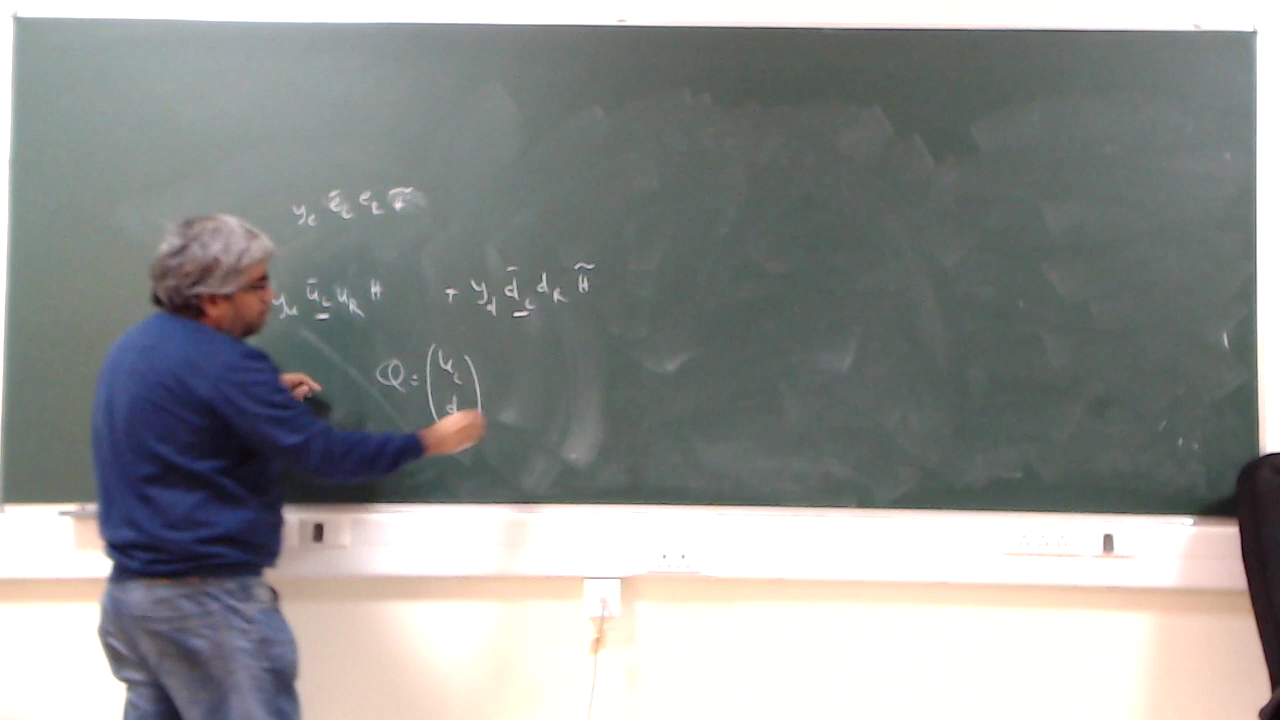 y_e ē_L e_R H̃
y_u ū_L u_R H + y_d d̄_L d_R H̃
Q = (u_L
d)